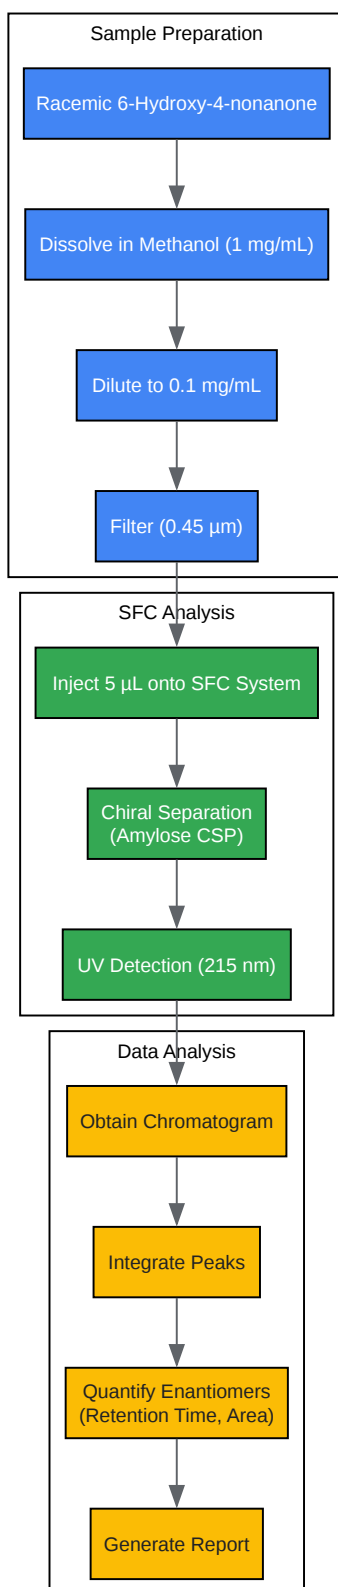 Sample Preparation
Racemic 6-Hydroxy-4-nonanone
Dissolve in Methanol (1 mg/mL)
Dilute to 0.1 mg/mL
Filter (0.45 µm)
SFC Analysis
Inject 5 µL onto SFC System
Chiral Separation
(Amylose CSP)
UV Detection (215 nm)
Data Analysis
Obtain Chromatogram
Integrate Peaks
Quantify Enantiomers
(Retention Time, Area)
Generate Report